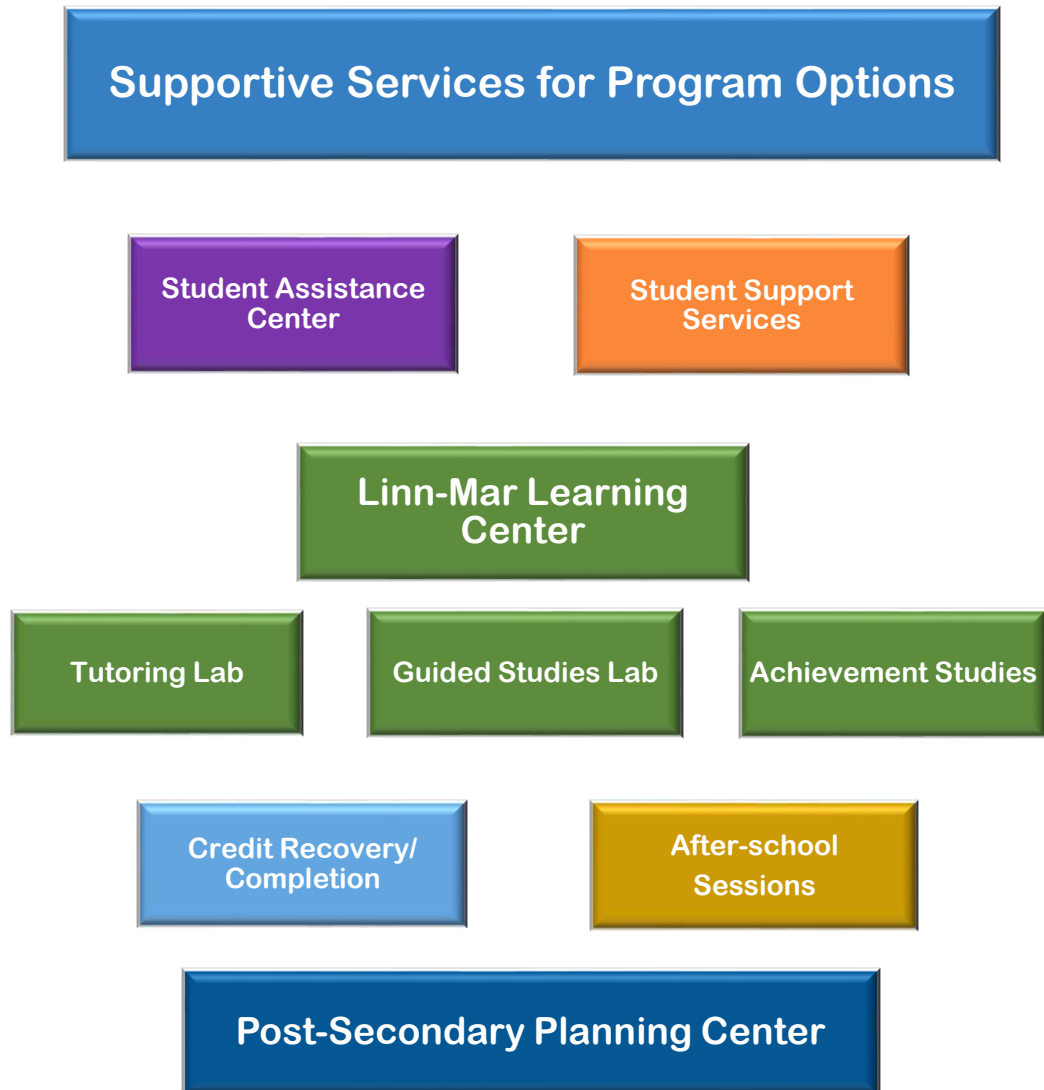 Supportive Services for Program Options
Student Assistance
Center
Student Support
Services
Linn-Mar Learning
Center
Tutoring Lab
Guided Studies Lab
Achievement Studies
Credit Recovery/
Completion
After-school
Sessions
Post-Secondary Planning Center